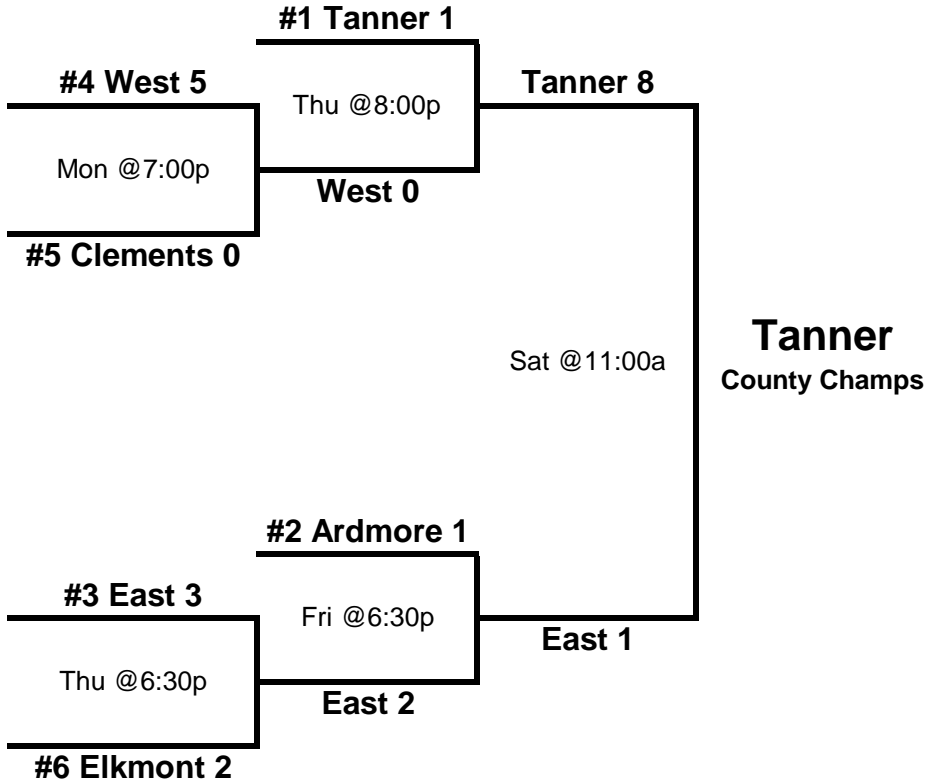 #1 Tanner 1
#4 West 5
Tanner 8
Thu @8:00p
Mon @7:00p
West 0
#5 Clements 0
Tanner
Sat @11:00a
County Champs
#2 Ardmore 1
#3 East 3
Fri @6:30p
East 1
Thu @6:30p
East 2
#6 Elkmont 2